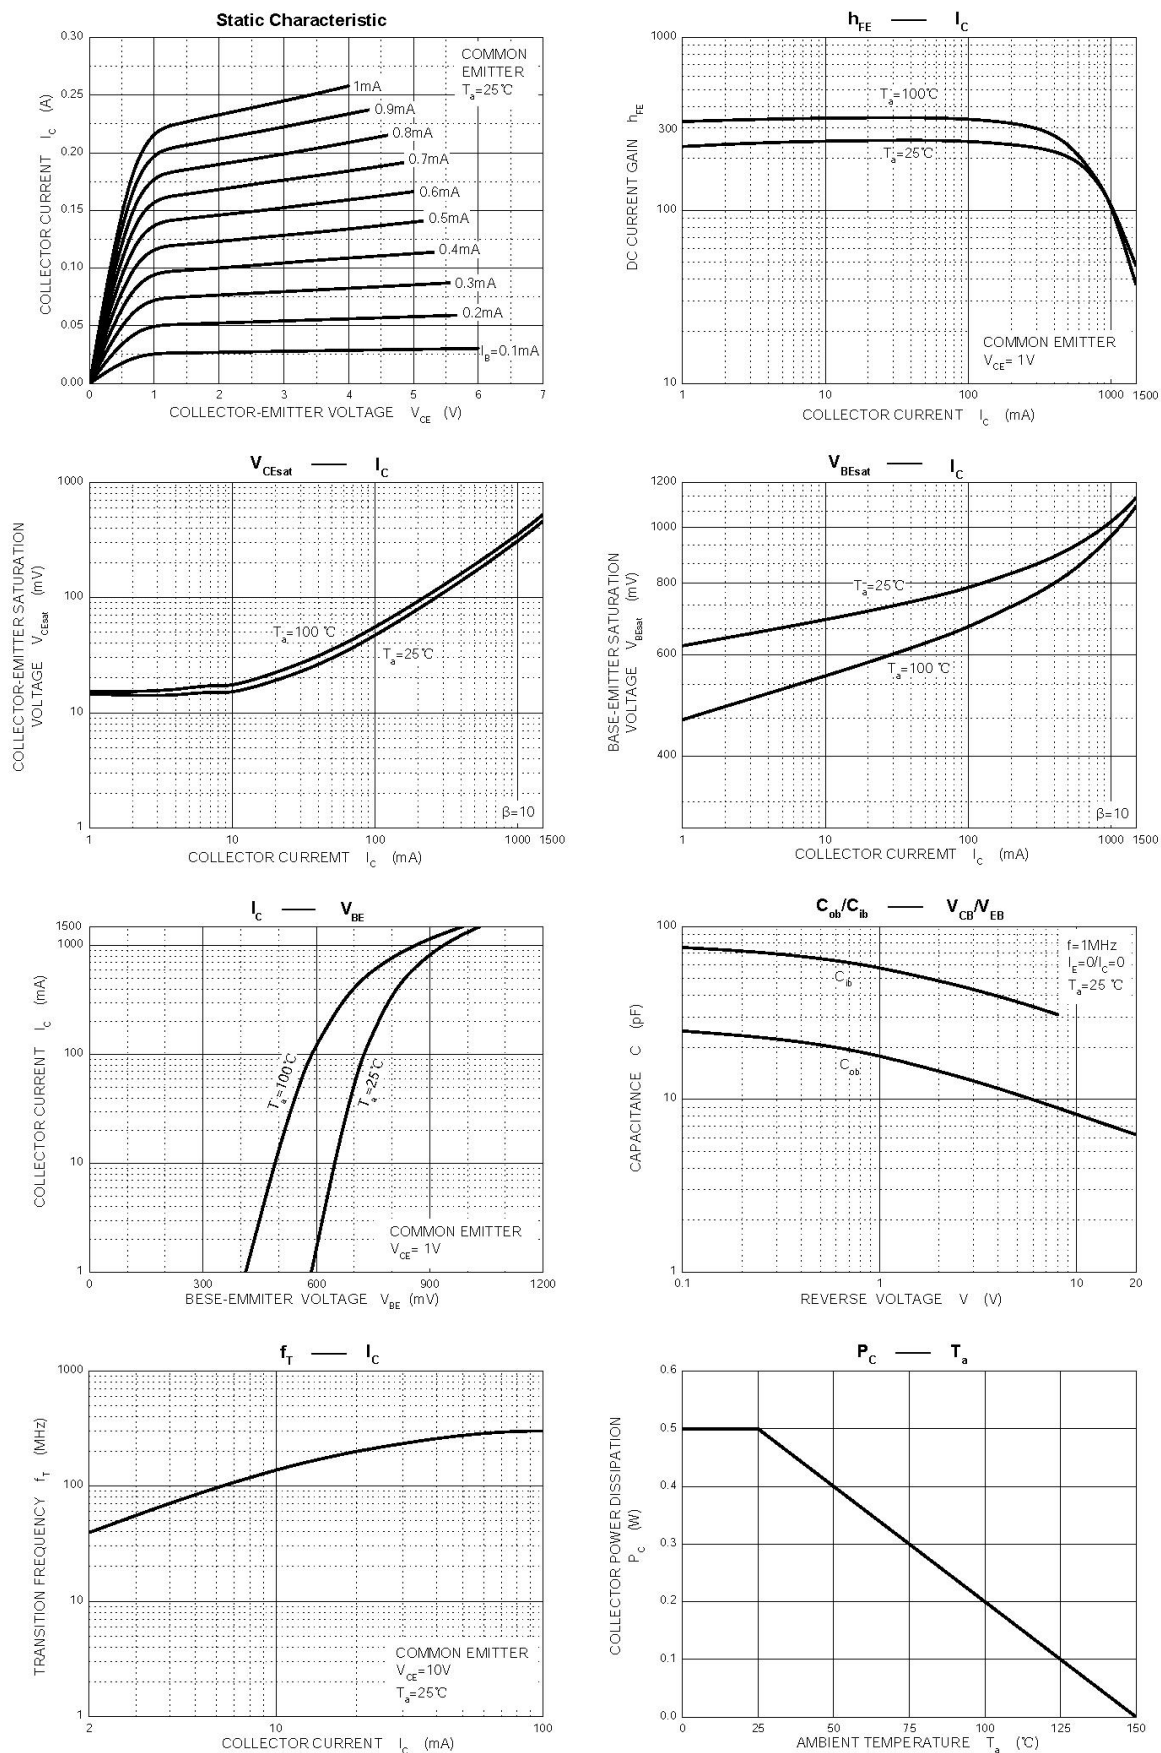 Static Characteristic
COLLECTOR CURRENT I_C (A)
0.30
0.25
0.20
0.15
0.10
0.05
0.00
COMMON
EMITTER
T_a=25℃
1mA
0.9mA
0.8mA
0.7mA
0.6mA
0.5mA
0.4mA
0.3mA
0.2mA
I_B=0.1mA
0 1 2 3 4 5 6 7
COLLECTOR-EMITTER VOLTAGE V_CE (V)
h_FE —— I_C
DC CURRENT GAIN h_FE
1000
300
100
10
T_a=100℃
T_a=25℃
COMMON EMITTER
V_CE= 1V
1 10 100 1000 1500
COLLECTOR CURRENT I_C (mA)
V_CEsat —— I_C
COLLECTOR-EMITTER SATURATION
VOLTAGE V_CEsat (mV)
1000
100
10
1
T_a=100 ℃
T_a=25℃
β=10
1 10 100 1000 1500
COLLECTOR CURREMT I_C (mA)
V_BEsat —— I_C
BASE-EMITTER SATURATION
VOLTAGE V_BEsat (mV)
1200
1000
800
600
400
T_a=25℃
T_a=100 ℃
β=10
1 10 100 1000 1500
COLLECTOR CURREMT I_C (mA)
I_C —— V_BE
COLLECTOR CURRENT I_C (mA)
1500
1000
100
10
1
T_a=100℃
T_a=25℃
COMMON EMITTER
V_CE= 1V
0 300 600 900 1200
BESE-EMMITER VOLTAGE V_BE (mV)
C_ob/C_ib —— V_CB/V_EB
CAPACITANCE C (pF)
100
10
1
f=1MHz
I_E=0/I_C=0
T_a=25 ℃
C_ib
C_ob
0.1 1 10 20
REVERSE VOLTAGE V (V)
f_T —— I_C
TRANSITION FREQUENCY f_T (MHz)
1000
100
10
1
COMMON EMITTER
V_CE=10V
T_a=25℃
2 10 100
COLLECTOR CURRENT I_C (mA)
P_C —— T_a
COLLECTOR POWER DISSIPATION
P_C (W)
0.6
0.5
0.4
0.3
0.2
0.1
0.0
0 25 50 75 100 125 150
AMBIENT TEMPERATURE T_a (℃)